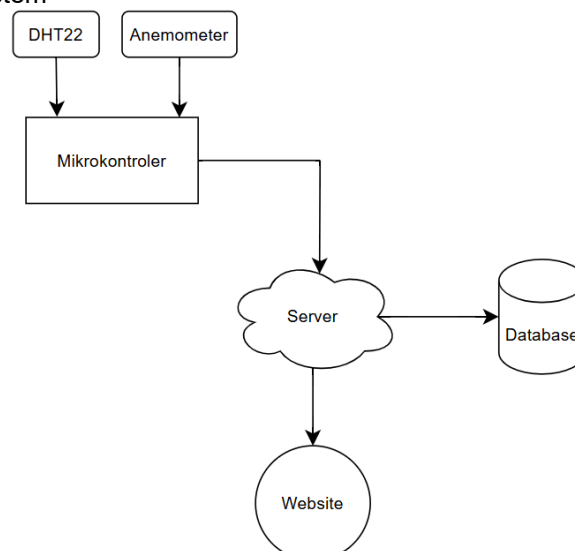 DHT22
Anemometer
Mikrokontroler
Server
Database
Website